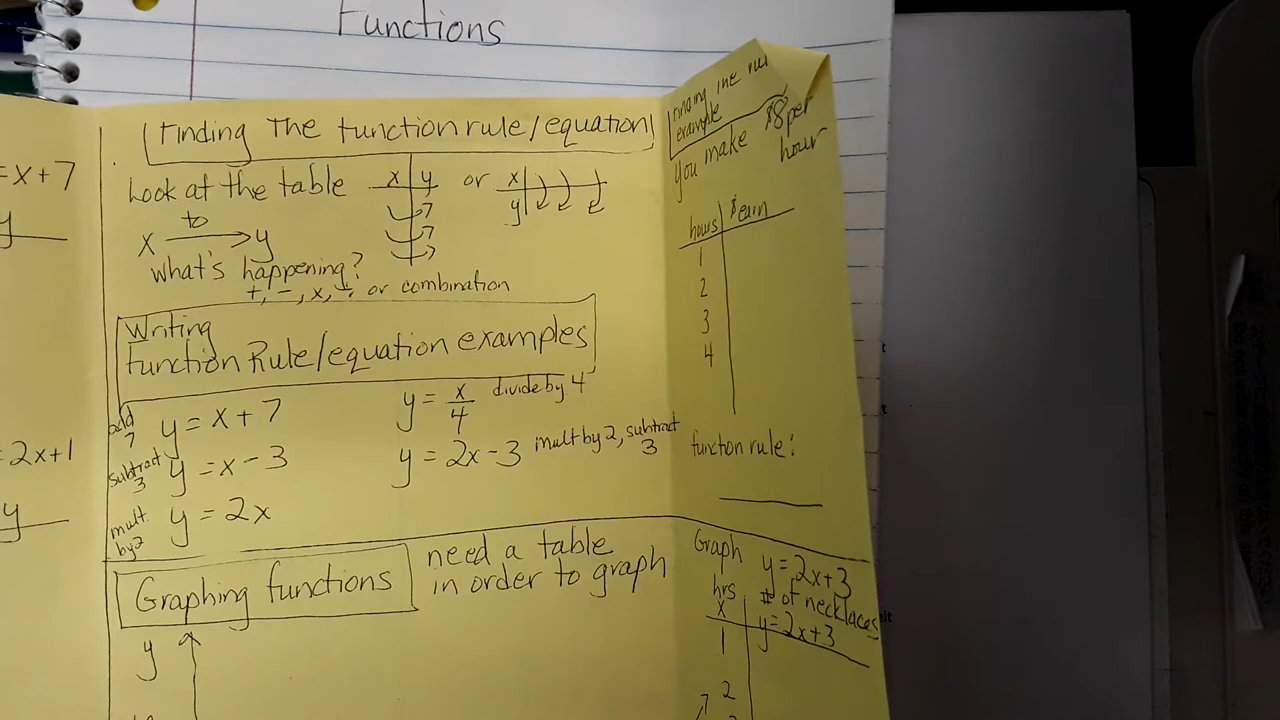 Functions
= x + 7
y
= 2x+1
y
Finding The function rule/equation
Look at the table x y or x
y
x to y
what's happening?
+, -, x, ÷ or combination
Writing
function Rule/equation examples
add 7 y = x + 7
subtract 3 y = x - 3
mult. by 2 y = 2x
y = x/4 divide by 4
y = 2x - 3 mult by 2, subtract 3
Graphing functions
need a table
in order to graph
y
example
You make $8 per hour
hours $ earn
1
2
3
4
function rule:
Graph y = 2x+3
hrs # of necklaces
x y = 2x+3
1
2